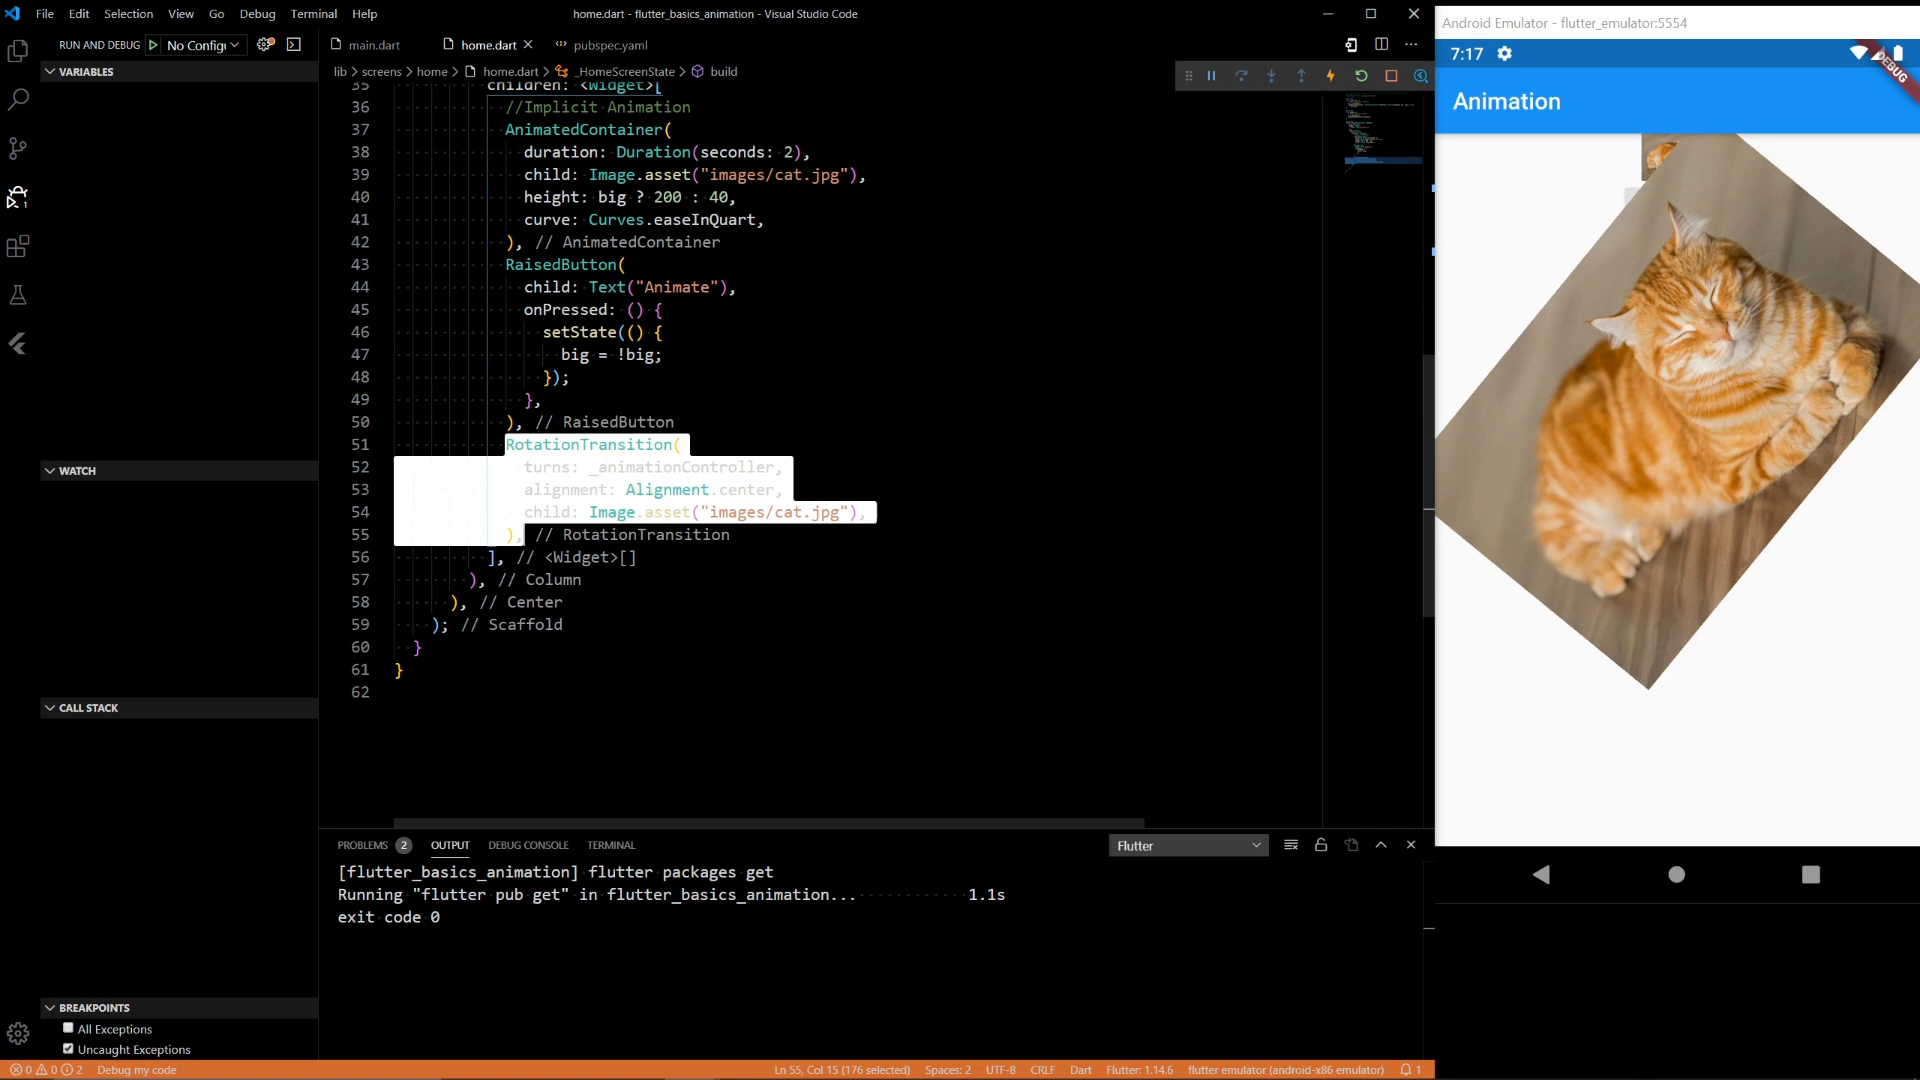 File Edit Selection View Go Debug Terminal Help
home.dart - flutter_basics_animation - Visual Studio Code
RUN AND DEBUG No Config
VARIABLES
WATCH
CALL STACK
BREAKPOINTS
All Exceptions
Uncaught Exceptions
main.dart home.dart pubspec.yaml
lib > screens > home > home.dart > _HomeScreenState > build
35 children: <Widget>[
36 //Implicit Animation
37 AnimatedContainer(
38 duration: Duration(seconds: 2),
39 child: Image.asset("images/cat.jpg"),
40 height: big ? 200 : 40,
41 curve: Curves.easeInQuart,
42 ), // AnimatedContainer
43 RaisedButton(
44 child: Text("Animate"),
45 onPressed: () {
46 setState(() {
47 big = !big;
48 });
49 },
50 ), // RaisedButton
51 RotationTransition(
52 turns: _animationController,
53 alignment: Alignment.center,
54 child: Image.asset("images/cat.jpg"),
55 ), // RotationTransition
56 ], // <Widget>[]
57 ), // Column
58 ), // Center
59 ); // Scaffold
60 }
61 }
62
PROBLEMS 2 OUTPUT DEBUG CONSOLE TERMINAL
Flutter
[flutter_basics_animation] flutter packages get
Running "flutter pub get" in flutter_basics_animation... 1.1s
exit code 0
0 0 2 Debug my code
Ln 55, Col 15 (176 selected) Spaces: 2 UTF-8 CRLF Dart Flutter: 1.14.6 flutter emulator (android-x86 emulator) 1
Android Emulator - flutter_emulator:5554
7:17
DEBUG
Animation